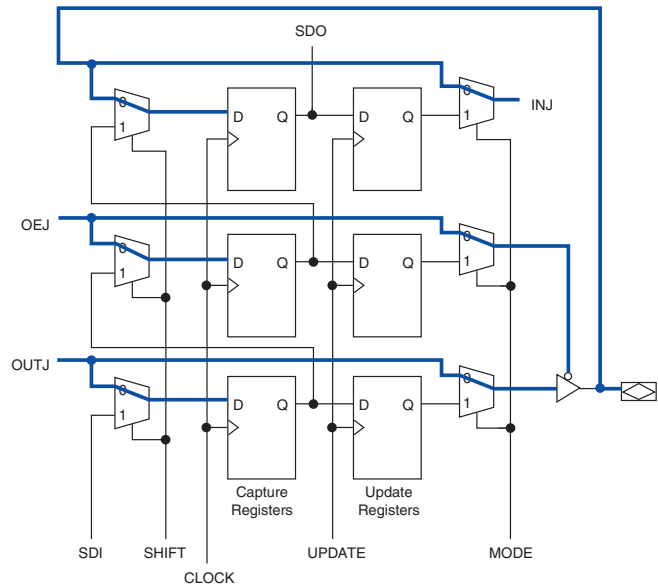 SDO
0
1
D Q
D Q
0
1
INJ
OEJ
0
1
D Q
D Q
0
1
OUTJ
0
1
D Q
D Q
0
1
Capture
Registers
Update
Registers
SDI
SHIFT
CLOCK
UPDATE
MODE